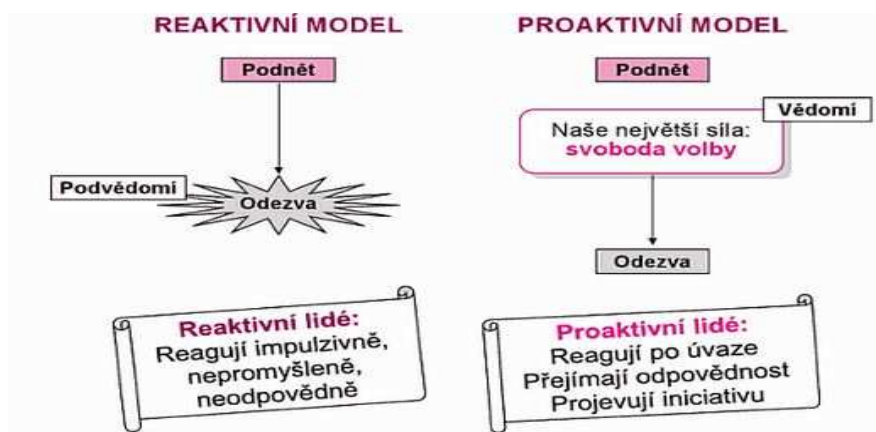 REAKTIVNÍ MODEL
Podnět
Podvědomí
Odezva
Reaktivní lidé:
Reagují impulzivně,
nepromyšleně,
neodpovědně
PROAKTIVNÍ MODEL
Podnět
Vědomí
Naše největší síla:
svoboda volby
Odezva
Proaktivní lidé:
Reagují po úvaze
Přejímají odpovědnost
Projevují iniciativu